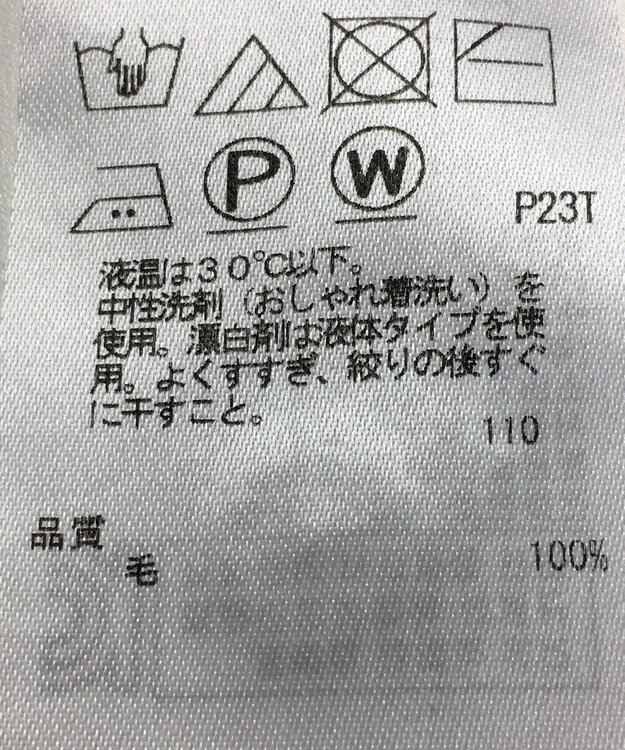 P
W
P23T
液温は30℃以下。
中性洗剤（おしゃれ着洗い）を
使用。漂白剤は液体タイプを使
用。よくすすぎ、絞りの後すぐ
に干すこと。
110
品質
毛 100%